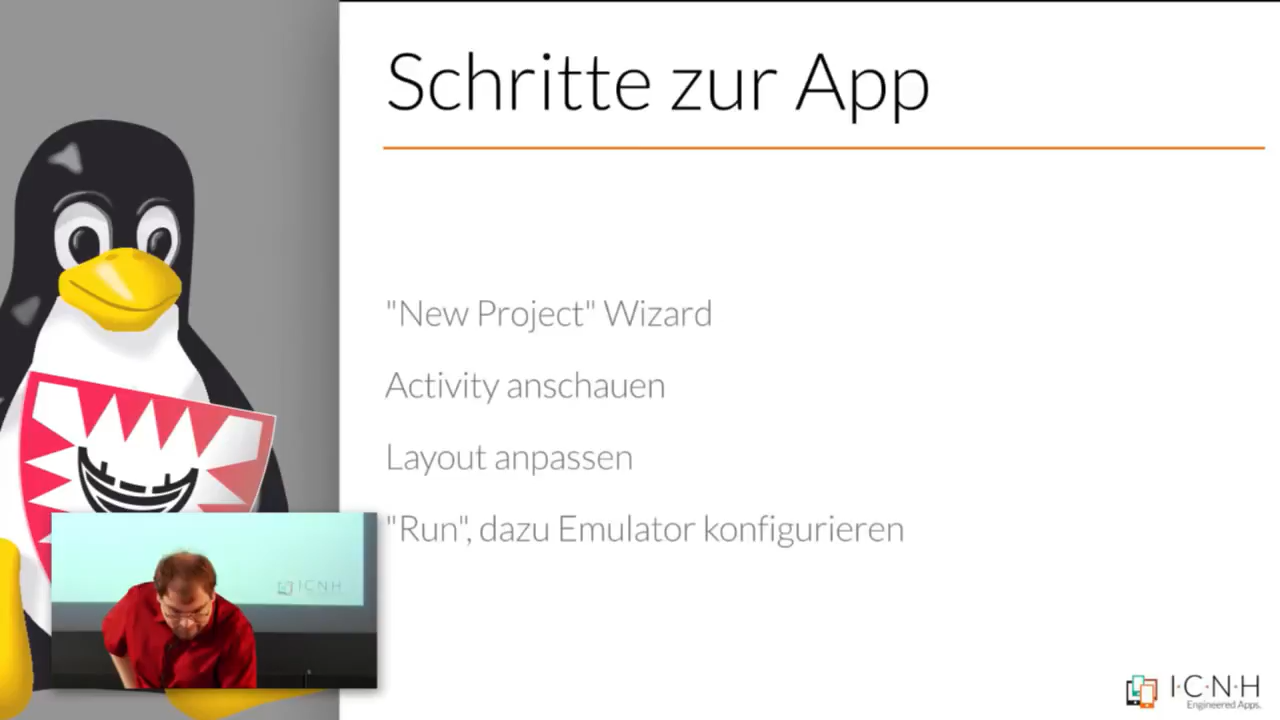 Schritte zur App
"New Project" Wizard
Activity anschauen
Layout anpassen
"Run", dazu Emulator konfigurieren
I·C·N·H
I·C·N·H
Engineered Apps.